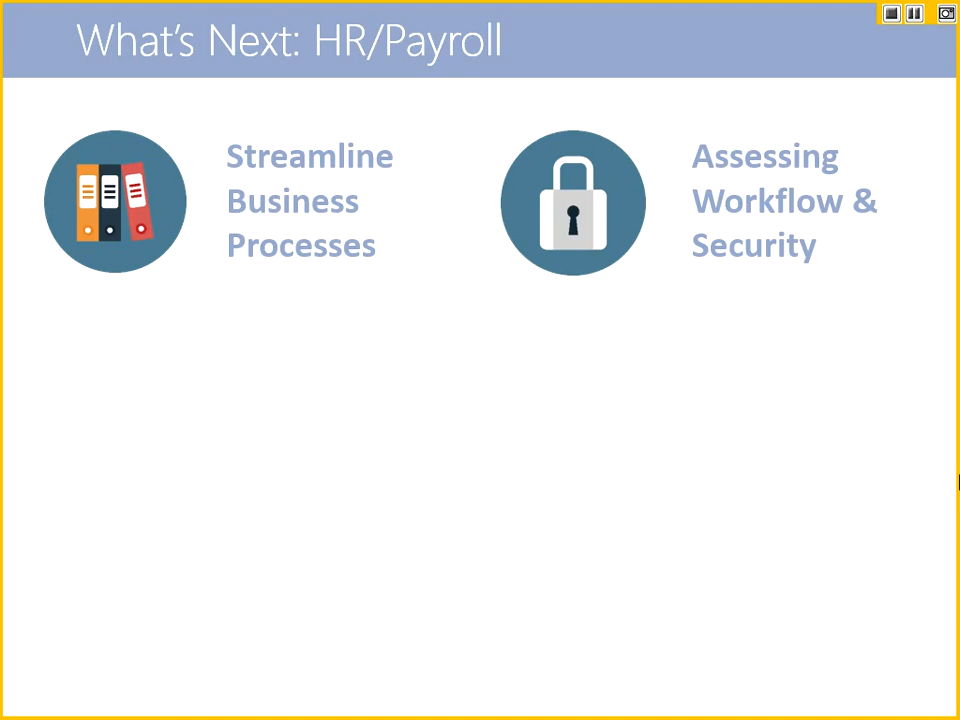 What's Next: HR/Payroll
Streamline
Business
Processes
Assessing
Workflow &
Security